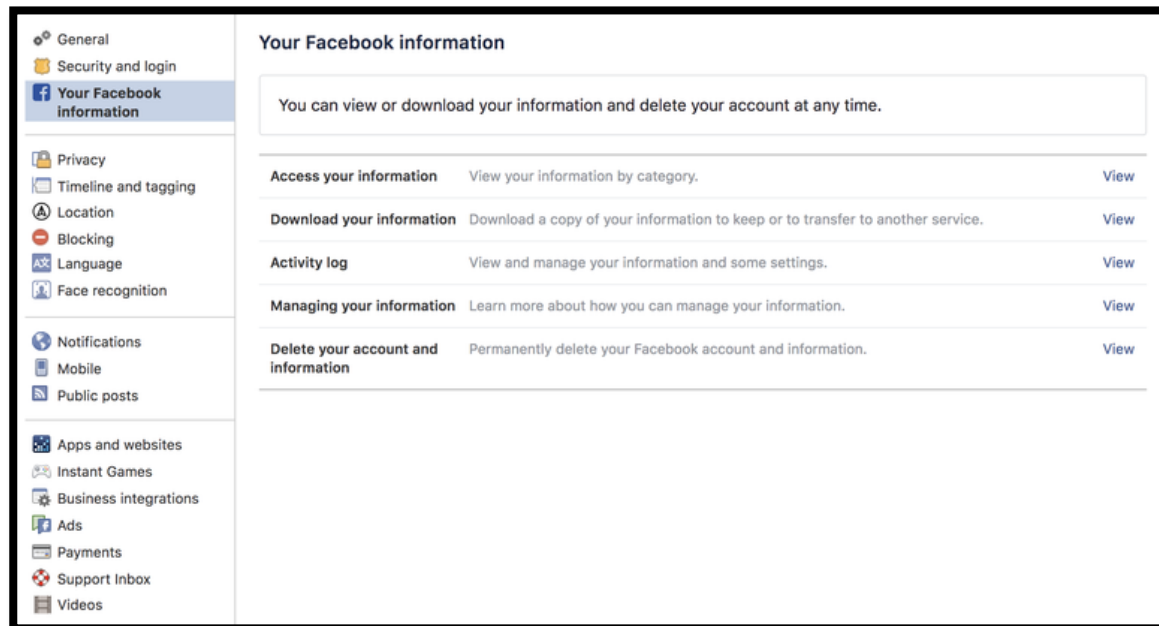 General
Security and login
Your Facebook
information
Privacy
Timeline and tagging
Location
Blocking
Language
Face recognition
Notifications
Mobile
Public posts
Apps and websites
Instant Games
Business integrations
Ads
Payments
Support Inbox
Videos
Your Facebook information
You can view or download your information and delete your account at any time.
Access your information View your information by category. View
Download your information Download a copy of your information to keep or to transfer to another service. View
Activity log View and manage your information and some settings. View
Managing your information Learn more about how you can manage your information. View
Delete your account and Permanently delete your Facebook account and information. View
information